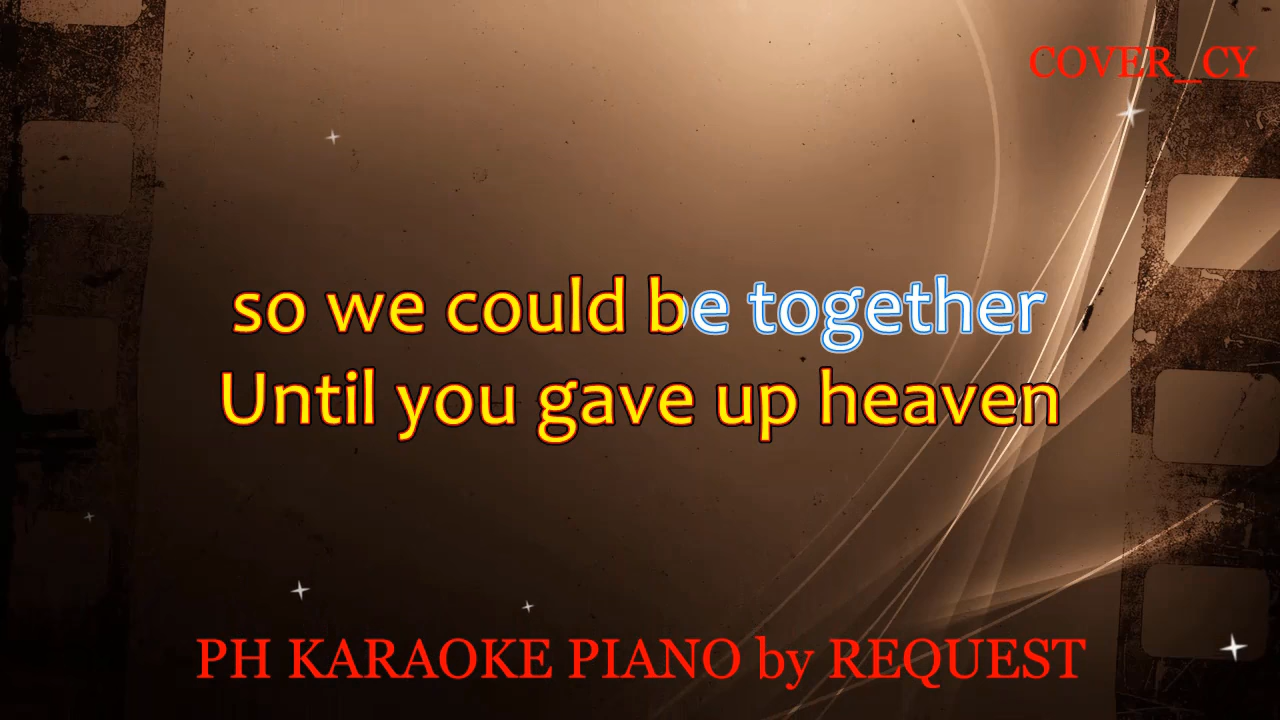 COVER_CY
so we could be together
Until you gave up heaven
PH KARAOKE PIANO by REQUEST